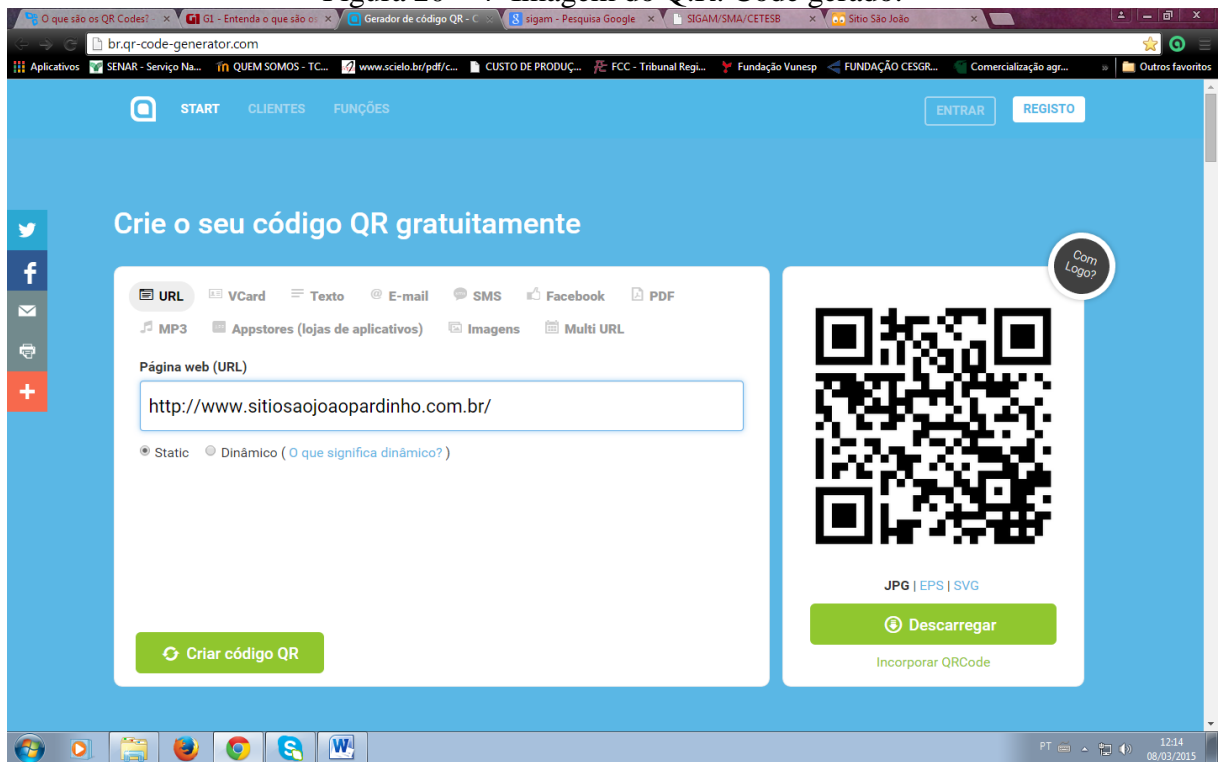 O que são os QR Codes? -
G1 - Entenda o que são os
Gerador de código QR - C
sigam - Pesquisa Google
SIGAM/SMA/CETESB
Sitio São João
br.qr-code-generator.com
Aplicativos SENAR - Serviço Na... QUEM SOMOS - TC... www.scielo.br/pdf/c... CUSTO DE PRODUÇ... FCC - Tribunal Regi... Fundação Vunesp FUNDAÇÃO CESGR... Comercialização agr... » Outros favoritos
START CLIENTES FUNÇÕES ENTRAR REGISTO
Crie o seu código QR gratuitamente
Com
Logo?
URL VCard Texto @ E-mail SMS Facebook PDF
MP3 Appstores (lojas de aplicativos) Imagens Multi URL
Página web (URL)
http://www.sitiosaojoaopardinho.com.br/
Static Dinâmico ( O que significa dinâmico? )
JPG | EPS | SVG
Descarregar
Criar código QR
Incorporar QRCode
PT
12:14
08/03/2015